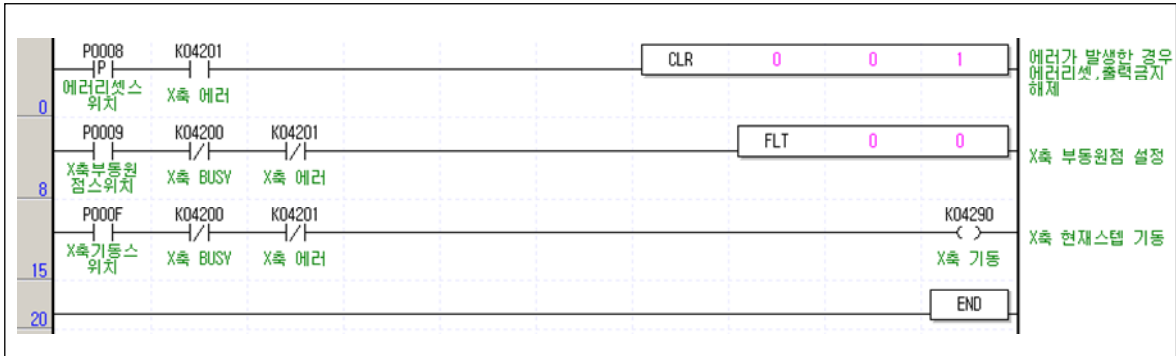 P0008 K04201
P CLR 0 0 1 에러가 발생한 경우
에러리셋스 X축 에러 에러리셋,출력금지
위치 해제
0
P0009 K04200 K04201
FLT 0 0
X축부동원 X축 BUSY X축 에러 X축 부동원점 설정
점스위치
8
P000F K04200 K04201 K04290
X축기동스 X축 BUSY X축 에러 X축 기동 X축 현재스텝 기동
위치
15
END
20